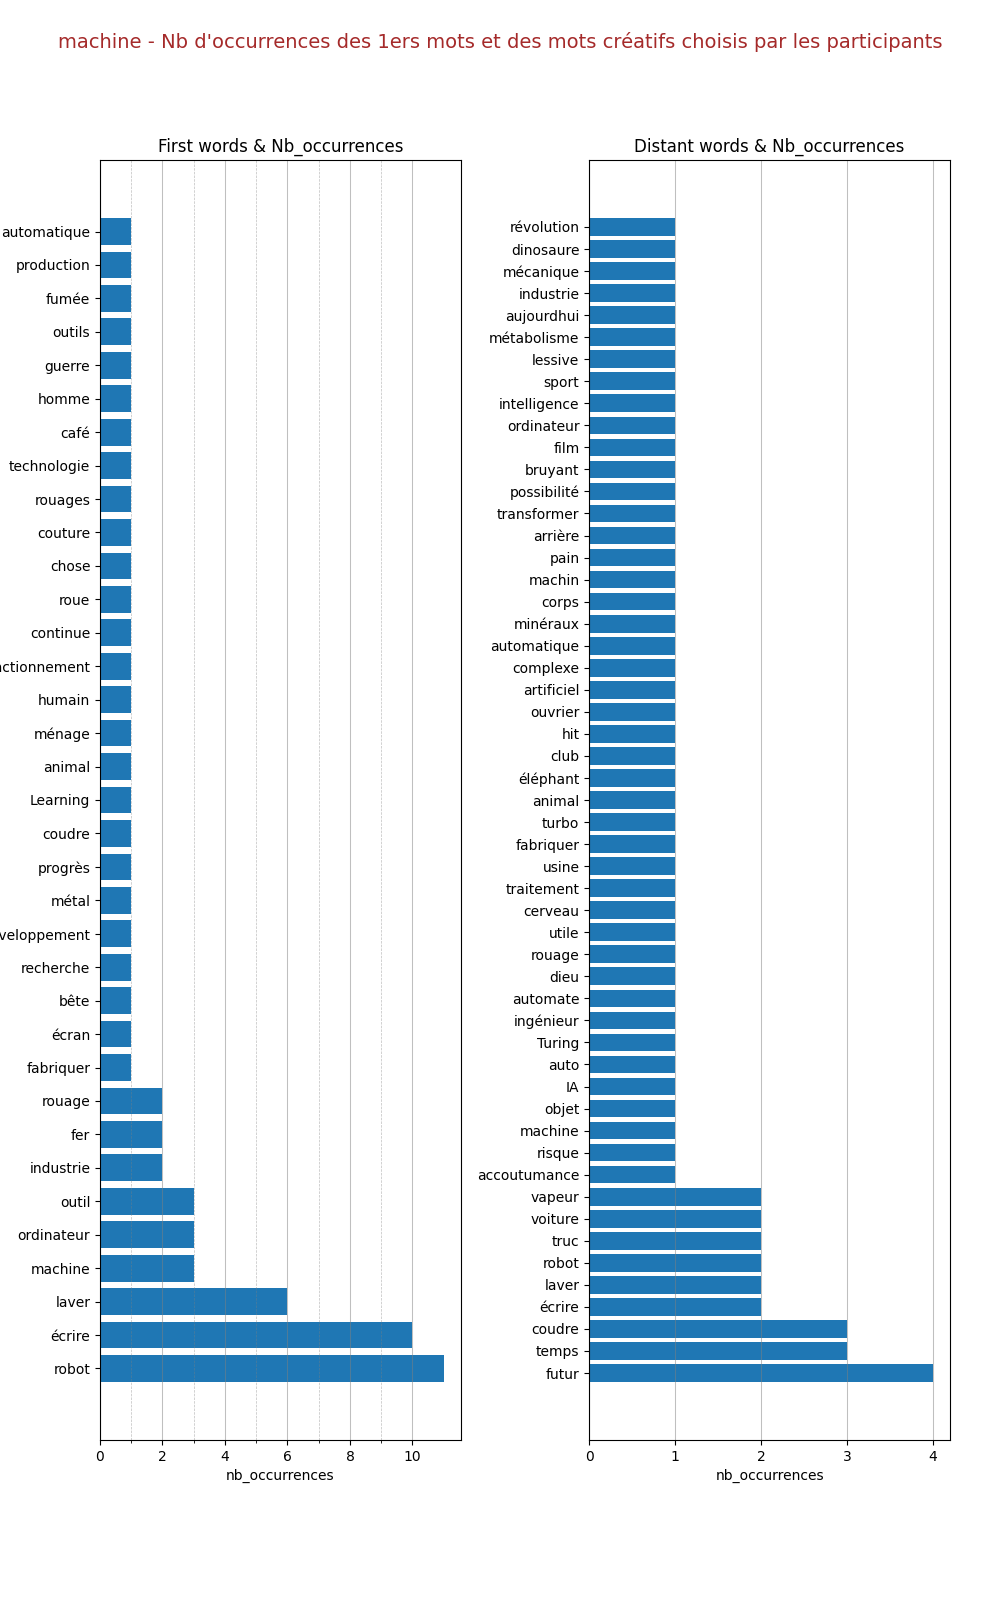 machine - Nb d'occurrences des 1ers mots et des mots créatifs choisis par les participants
First words & Nb_occurrences
automatique
production
fumée
outils
guerre
homme
café
technologie
rouages
couture
chose
roue
continue
nctionnement
humain
ménage
animal
Learning
coudre
progrès
métal
veloppement
recherche
bête
écran
fabriquer
rouage
fer
industrie
outil
ordinateur
machine
laver
écrire
robot
0 2 4 6 8 10
nb_occurrences
Distant words & Nb_occurrences
révolution
dinosaure
mécanique
industrie
aujourdhui
métabolisme
lessive
sport
intelligence
ordinateur
film
bruyant
possibilité
transformer
arrière
pain
machin
corps
minéraux
automatique
complexe
artificiel
ouvrier
hit
club
éléphant
animal
turbo
fabriquer
usine
traitement
cerveau
utile
rouage
dieu
automate
ingénieur
Turing
auto
IA
objet
machine
risque
accoutumance
vapeur
voiture
truc
robot
laver
écrire
coudre
temps
futur
0 1 2 3 4
nb_occurrences